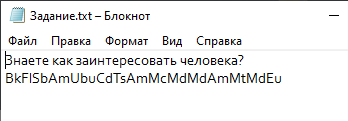 Задание.txt – Блокнот
Файл Правка Формат Вид Справка
Знаете как заинтересовать человека?
BkFlSbAmUbuCdTsAmMcMdMdAmMtMdEu